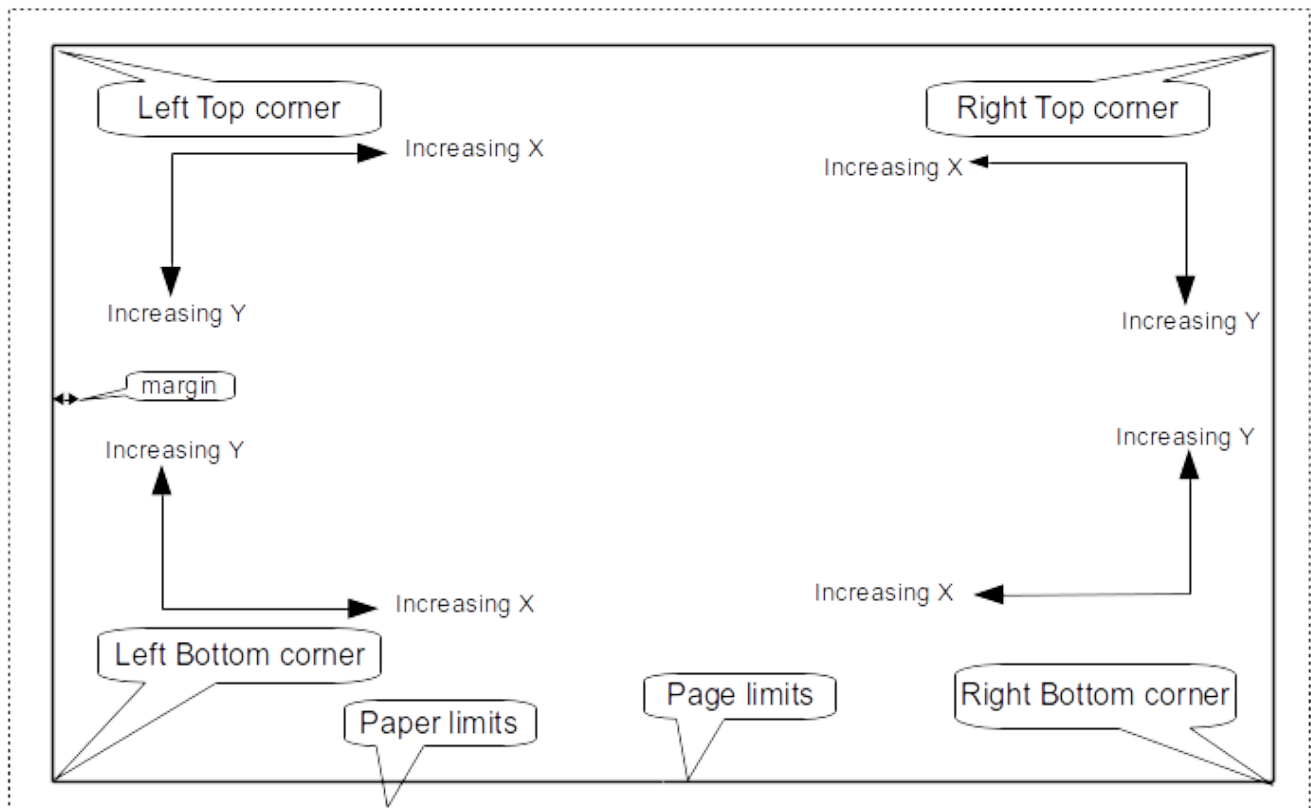 Left Top corner
Right Top corner
Increasing X
Increasing X
Increasing Y
Increasing Y
margin
Increasing Y
Increasing Y
Increasing X
Increasing X
Left Bottom corner
Page limits
Right Bottom corner
Paper limits